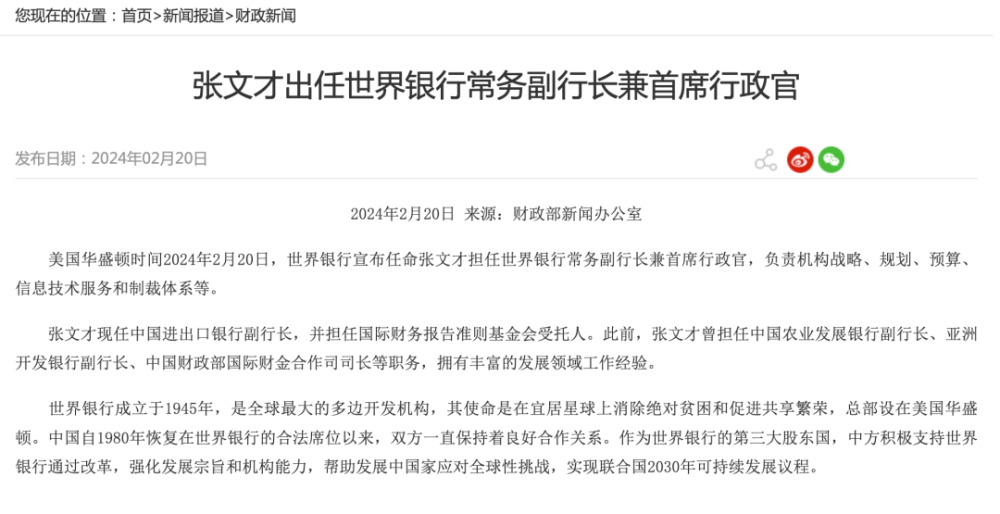 您现在的位置：首页>新闻报道>财政新闻
张文才出任世界银行常务副行长兼首席行政官
发布日期：2024年02月20日
2024年2月20日 来源：财政部新闻办公室
美国华盛顿时间2024年2月20日，世界银行宣布任命张文才担任世界银行常务副行长兼首席行政官，负责机构战略、规划、预算、
信息技术服务和制裁体系等。
张文才现任中国进出口银行副行长，并担任国际财务报告准则基金会受托人。此前，张文才曾担任中国农业发展银行副行长、亚洲
开发银行副行长、中国财政部国际财金合作司司长等职务，拥有丰富的发展领域工作经验。
世界银行成立于1945年，是全球最大的多边开发机构，其使命是在宜居星球上消除绝对贫困和促进共享繁荣，总部设在美国华盛
顿。中国自1980年恢复在世界银行的合法席位以来，双方一直保持着良好合作关系。作为世界银行的第三大股东国，中方积极支持世界
银行通过改革，强化发展宗旨和机构能力，帮助发展中国家应对全球性挑战，实现联合国2030年可持续发展议程。